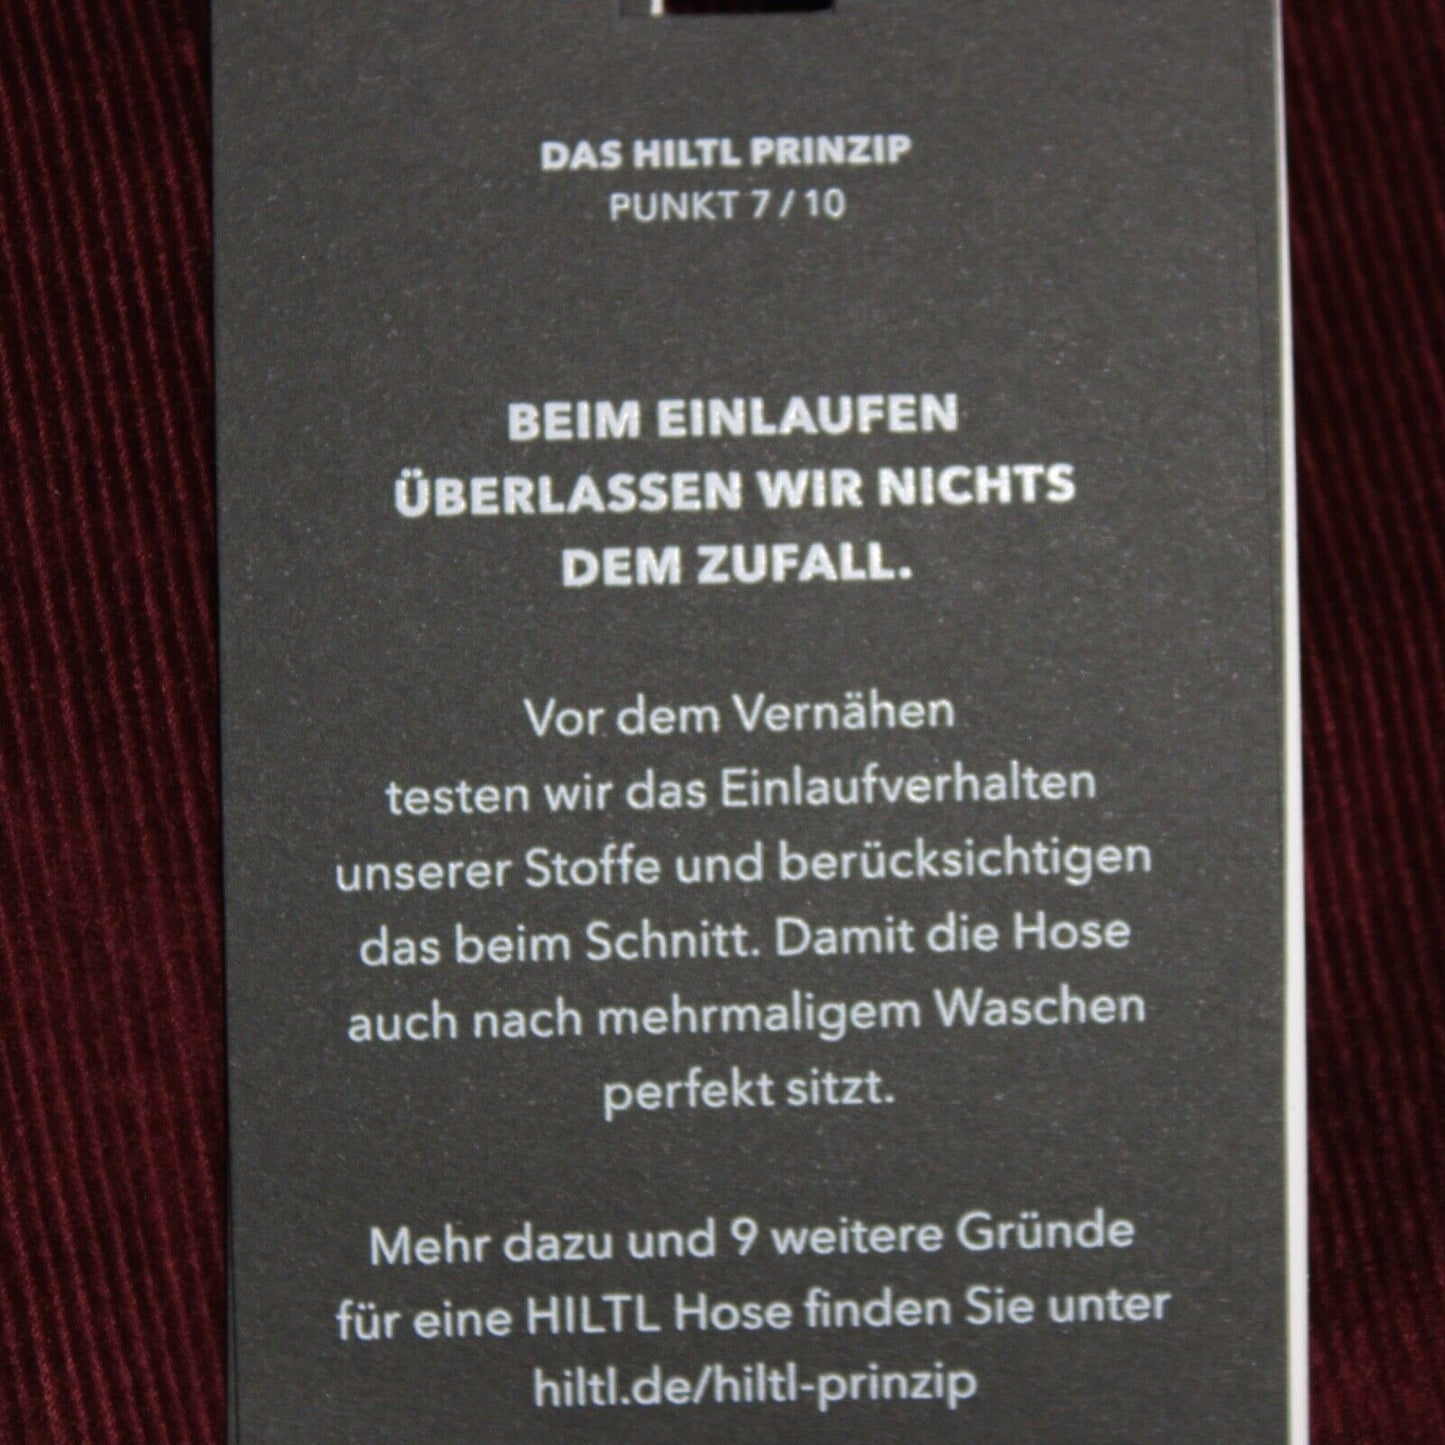 DAS HILTL PRINZIP
PUNKT 7 / 10
BEIM EINLAUFEN
ÜBERLASSEN WIR NICHTS
DEM ZUFALL.
Vor dem Vernähen
testen wir das Einlaufverhalten
unserer Stoffe und berücksichtigen
das beim Schnitt. Damit die Hose
auch nach mehrmaligem Waschen
perfekt sitzt.
Mehr dazu und 9 weitere Gründe
für eine HILTL Hose finden Sie unter
hiltl.de/hiltl-prinzip